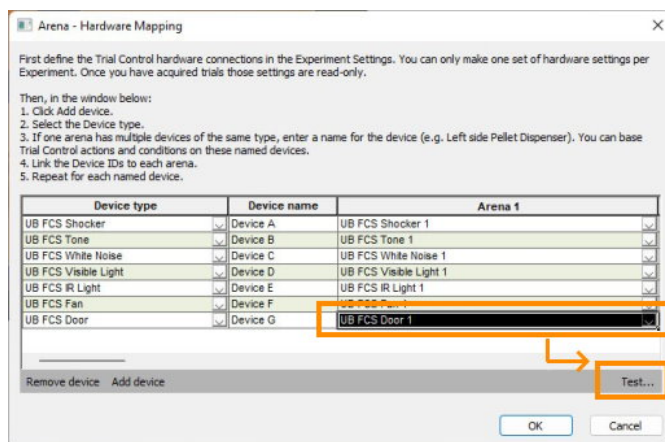 Arena - Hardware Mapping
First define the Trial Control hardware connections in the Experiment Settings. You can only make one set of hardware settings per
Experiment. Once you have acquired trials those settings are read-only.
Then, in the window below:
1. Click Add device.
2. Select the Device type.
3. If one arena has multiple devices of the same type, enter a name for the device (e.g. Left side Pellet Dispenser). You can base
Trial Control actions and conditions on these named devices.
4. Link the Device IDs to each arena.
5. Repeat for each named device.
Device type Device name Arena 1
UB FCS Shocker Device A UB FCS Shocker 1
UB FCS Tone Device B UB FCS Tone 1
UB FCS White Noise Device C UB FCS White Noise 1
UB FCS Visible Light Device D UB FCS Visible Light 1
UB FCS IR Light Device E UB FCS IR Light 1
UB FCS Fan Device F UB FCS Fan 1
UB FCS Door Device G UB FCS Door 1
Remove device Add device Test...
OK Cancel